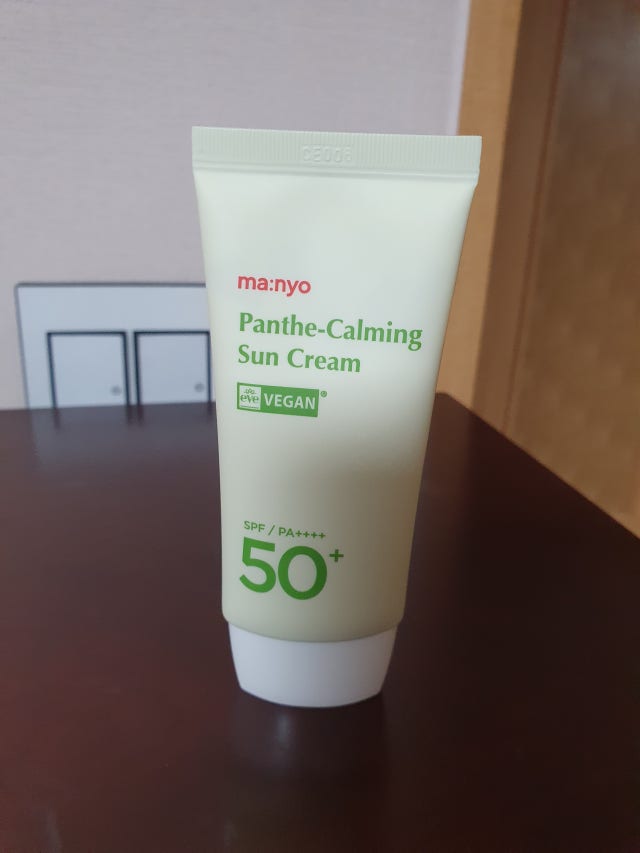 ma:nyo
Panthe-Calming
Sun Cream
eve VEGAN®
SPF / PA++++
50+